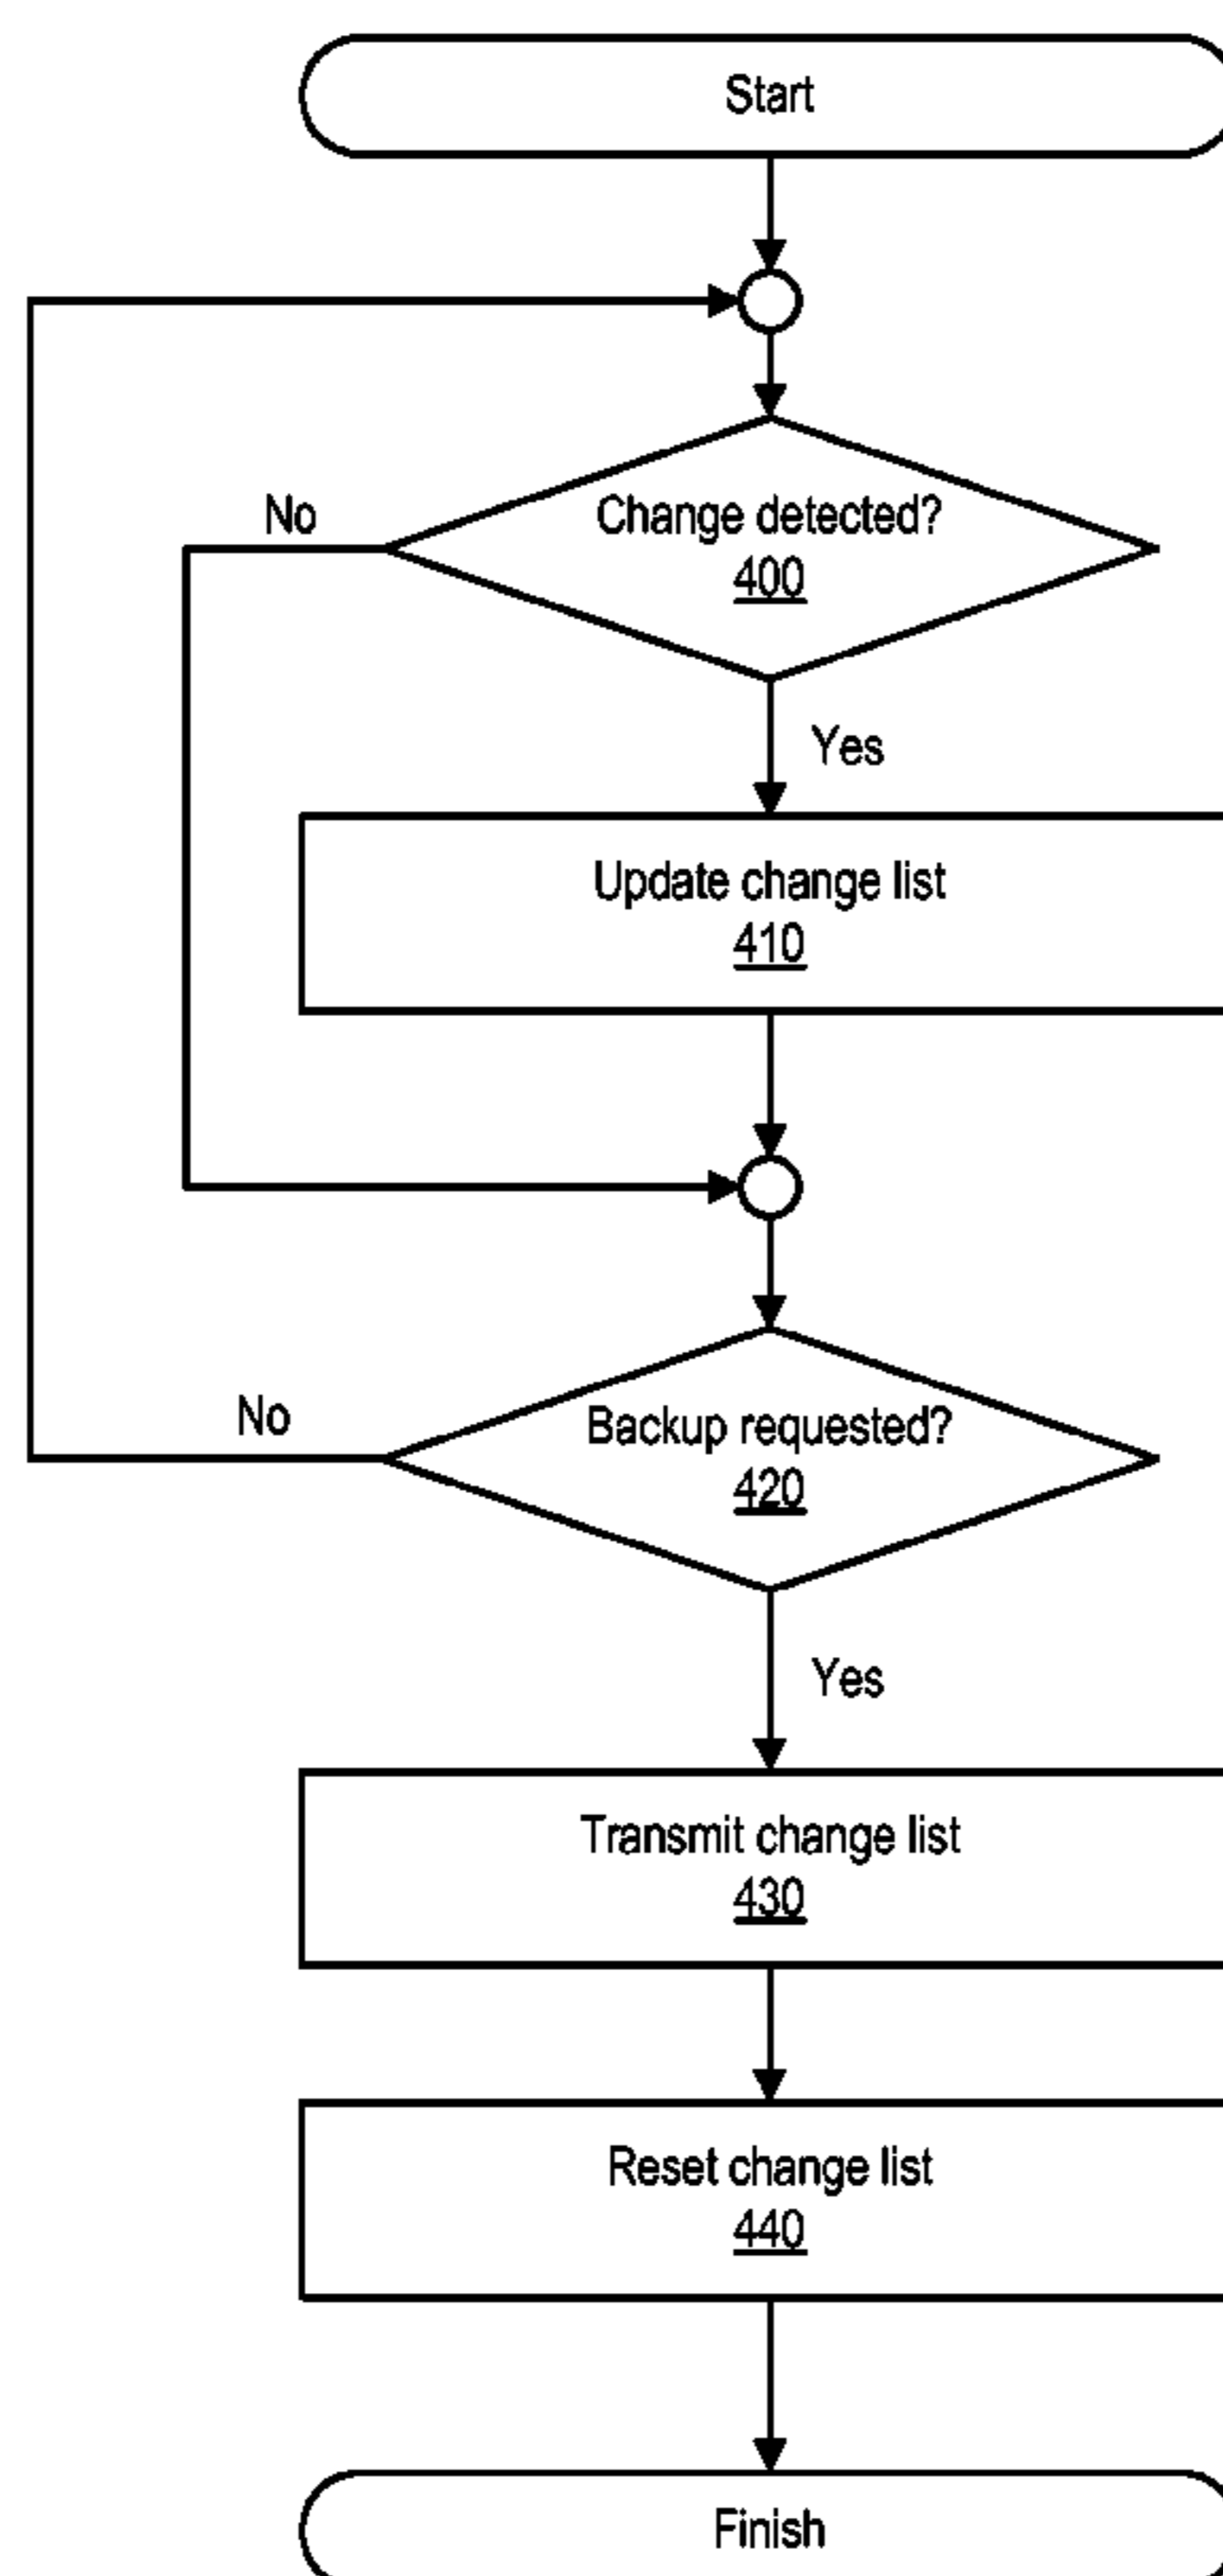 Start
No
Change detected?
400
Yes
Update change list
410
No
Backup requested?
420
Yes
Transmit change list
430
Reset change list
440
Finish